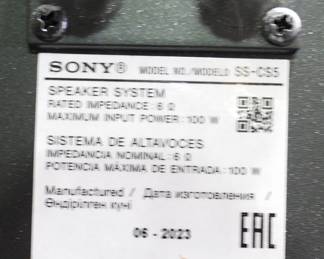 SONY® MODEL NO./MODELO SS-CS5
SPEAKER SYSTEM
RATED IMPEDANCE: 6 Ω
MAXIMUM INPUT POWER: 100 W
SISTEMA DE ALTAVOCES
IMPEDANCIA NOMINAL: 6 Ω
POTENCIA MÁXIMA DE ENTRADA: 100 W
Manufactured / Дата изготовления /
Өндірілген күні
06 - 2023
EAC